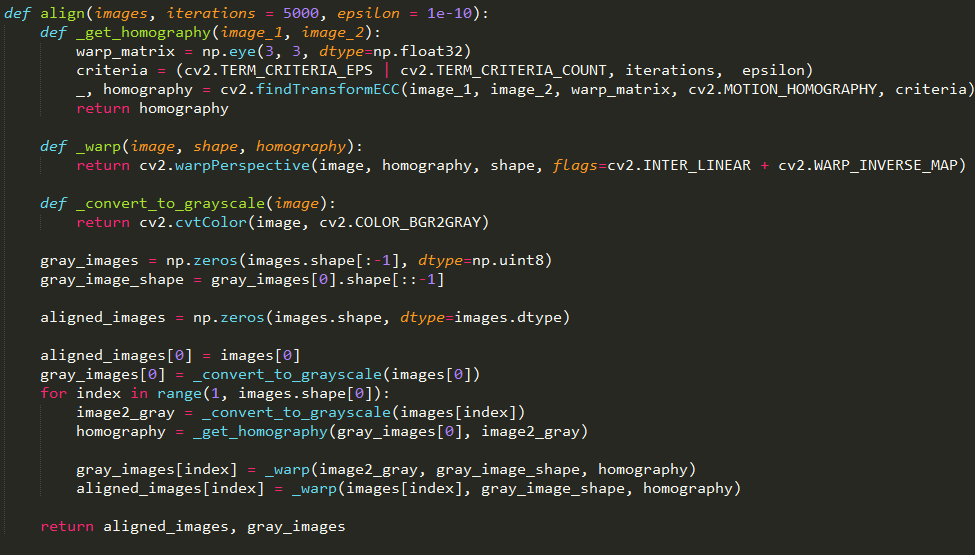 def align(images, iterations = 5000, epsilon = 1e-10):
    def _get_homography(image_1, image_2):
        warp_matrix = np.eye(3, 3, dtype=np.float32)
        criteria = (cv2.TERM_CRITERIA_EPS | cv2.TERM_CRITERIA_COUNT, iterations,  epsilon)
        _, homography = cv2.findTransformECC(image_1, image_2, warp_matrix, cv2.MOTION_HOMOGRAPHY, criteria)
        return homography

    def _warp(image, shape, homography):
        return cv2.warpPerspective(image, homography, shape, flags=cv2.INTER_LINEAR + cv2.WARP_INVERSE_MAP)

    def _convert_to_grayscale(image):
        return cv2.cvtColor(image, cv2.COLOR_BGR2GRAY)

    gray_images = np.zeros(images.shape[:-1], dtype=np.uint8)
    gray_image_shape = gray_images[0].shape[::-1]

    aligned_images = np.zeros(images.shape, dtype=images.dtype)

    aligned_images[0] = images[0]
    gray_images[0] = _convert_to_grayscale(images[0])
    for index in range(1, images.shape[0]):
        image2_gray = _convert_to_grayscale(images[index])
        homography = _get_homography(gray_images[0], image2_gray)

        gray_images[index] = _warp(image2_gray, gray_image_shape, homography)
        aligned_images[index] = _warp(images[index], gray_image_shape, homography)

    return aligned_images, gray_images